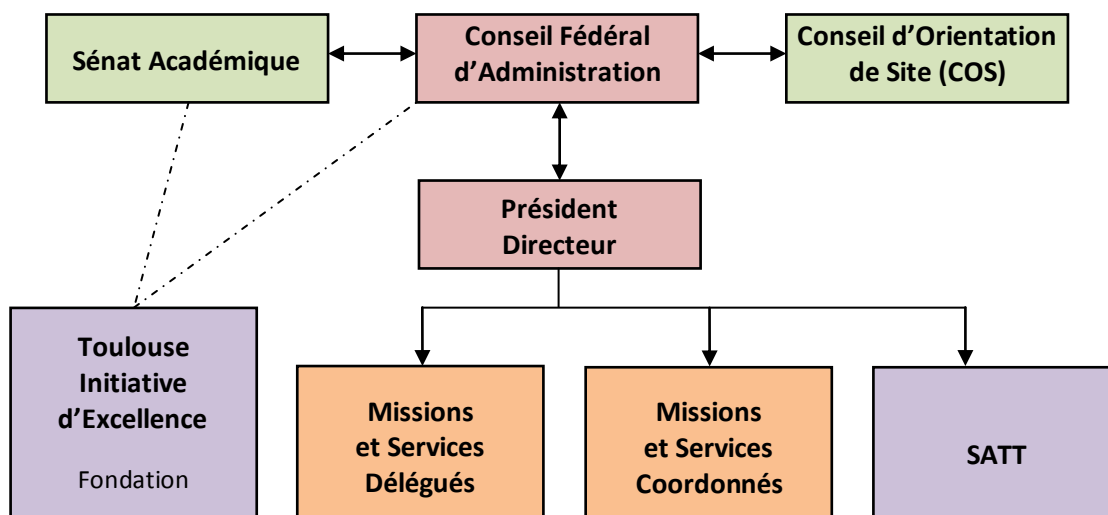 Sénat Académique
Conseil Fédéral
d’Administration
Conseil d’Orientation
de Site (COS)
Président
Directeur
Toulouse
Initiative
d’Excellence
Fondation
Missions
et Services
Délégués
Missions
et Services
Coordonnés
SATT